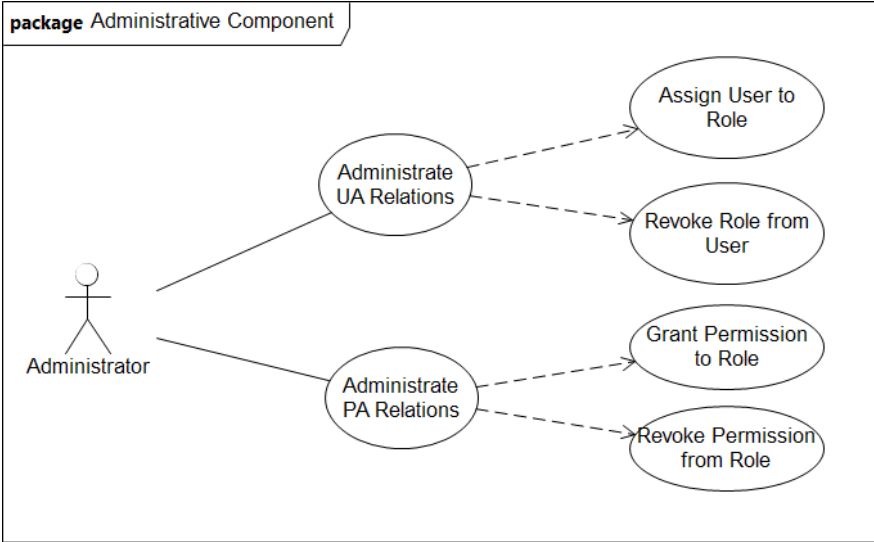 package Administrative Component
Assign User to
Role
Administrate
UA Relations
Revoke Role from
User
Administrator
Grant Permission
to Role
Administrate
PA Relations
Revoke Permission
from Role